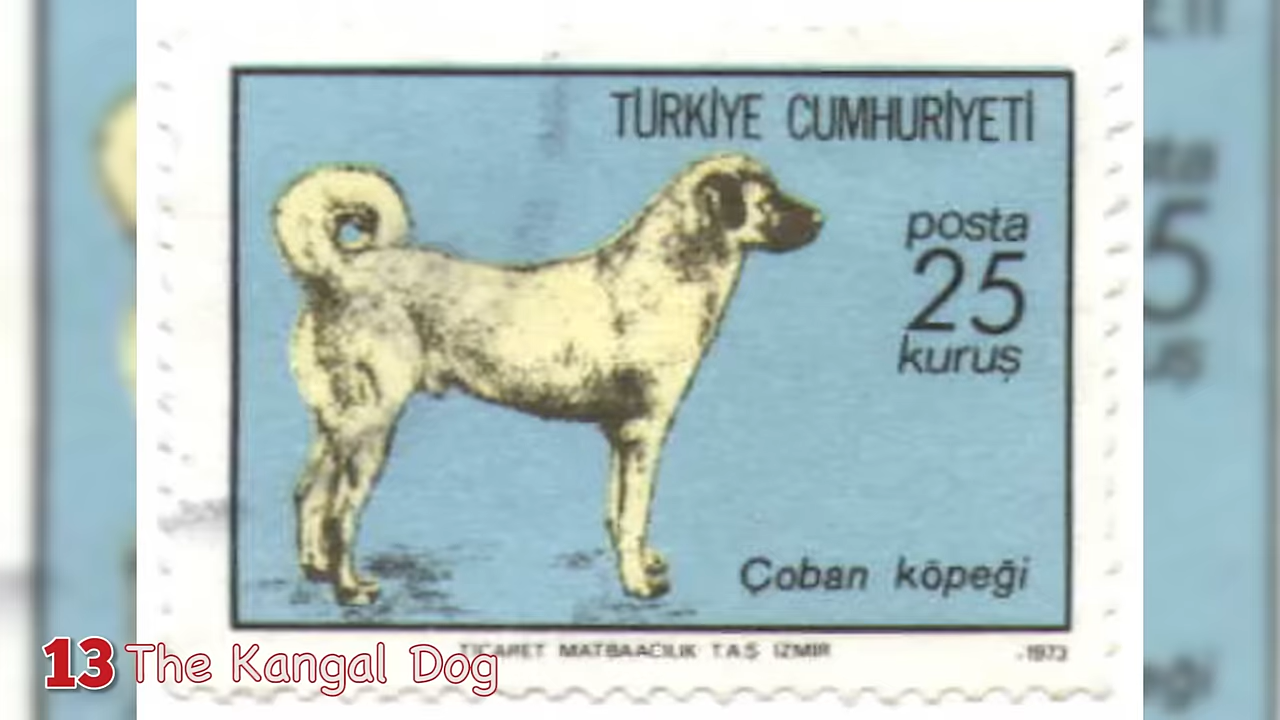 TÜRKİYE CUMHURİYETİ
posta
25
kuruş
Çoban köpeği
TİCARET MATBAACILIK T.A.Ş İZMİR
-1973
13 The Kangal Dog